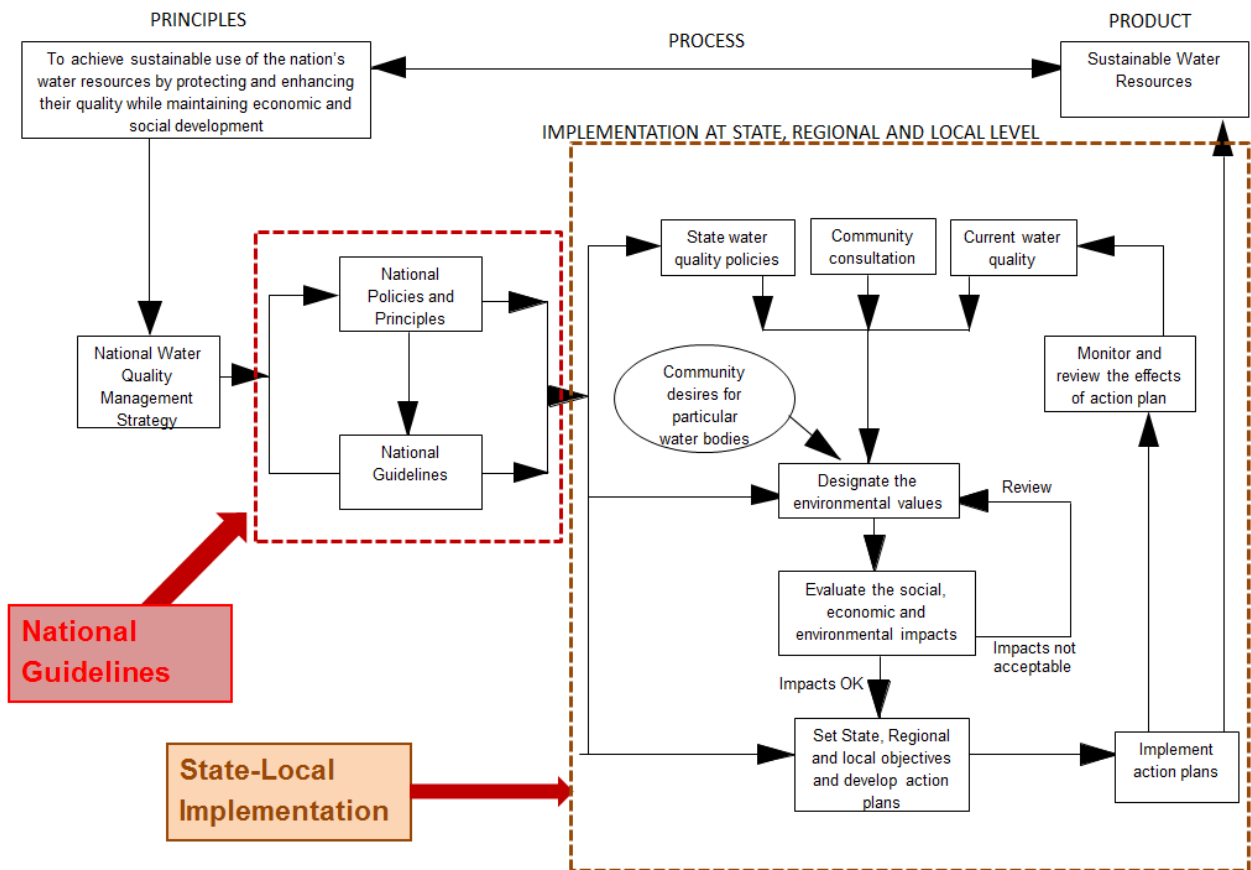 PRINCIPLES
PROCESS
PRODUCT
To achieve sustainable use of the nation's
water resources by protecting and enhancing
their quality while maintaining economic and
social development
Sustainable Water
Resources
IMPLEMENTATION AT STATE, REGIONAL AND LOCAL LEVEL
State water
quality policies
Community
consultation
Current water
quality
National
Policies and
Principles
National Water
Quality
Management
Strategy
Community
desires for
particular
water bodies
Monitor and
review the effects
of action plan
National
Guidelines
Designate the
environmental values
Review
Evaluate the social,
economic and
environmental impacts
Impacts not
acceptable
National
Guidelines
Impacts OK
Set State, Regional
and local objectives
and develop action
plans
Implement
action plans
State-Local
Implementation